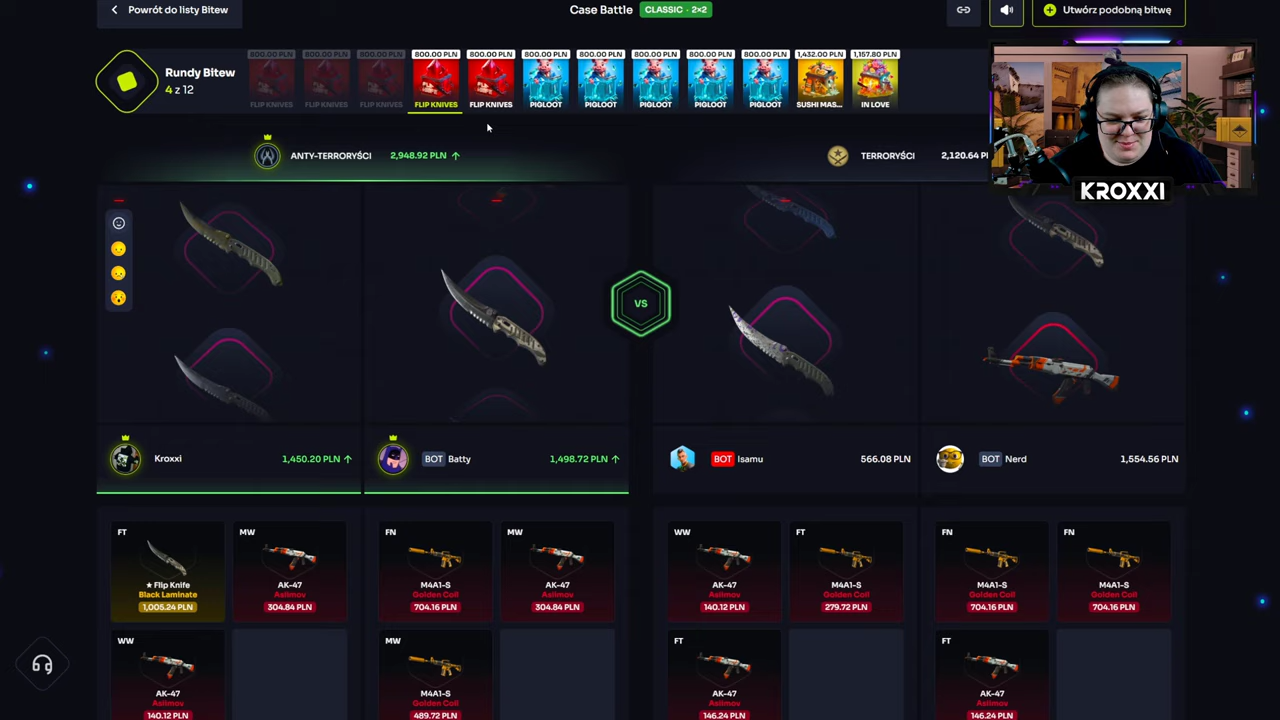 Powrót do listy Bitew
Case Battle
CLASSIC · 2×2
Utwórz podobną bitwę
Rundy Bitew
4 z 12
800.00 PLN
FLIP KNIVES
800.00 PLN
FLIP KNIVES
800.00 PLN
FLIP KNIVES
800.00 PLN
FLIP KNIVES
800.00 PLN
FLIP KNIVES
800.00 PLN
PIGLOOT
800.00 PLN
PIGLOOT
800.00 PLN
PIGLOOT
800.00 PLN
PIGLOOT
800.00 PLN
PIGLOOT
1,432.00 PLN
SUSHI MAS...
1,157.80 PLN
IN LOVE
KROXXI
ANTY-TERRORYŚCI
2,948.92 PLN
TERRORYŚCI
2,120.64 PL
VS
Kroxxi
1,450.20 PLN
BOT Batty
1,498.72 PLN
BOT Isamu
566.08 PLN
BOT Nerd
1,554.56 PLN
FT
★ Flip Knife
Black Laminate
1,005.24 PLN
MW
AK-47
Asiimov
304.84 PLN
FN
M4A1-S
Golden Coil
704.16 PLN
MW
AK-47
Asiimov
304.84 PLN
WW
AK-47
Asiimov
140.12 PLN
FT
M4A1-S
Golden Coil
279.72 PLN
FN
M4A1-S
Golden Coil
704.16 PLN
FN
M4A1-S
Golden Coil
704.16 PLN
WW
AK-47
Asiimov
140.12 PLN
MW
M4A1-S
Golden Coil
489.72 PLN
FT
AK-47
Asiimov
146.24 PLN
FT
AK-47
Asiimov
146.24 PLN